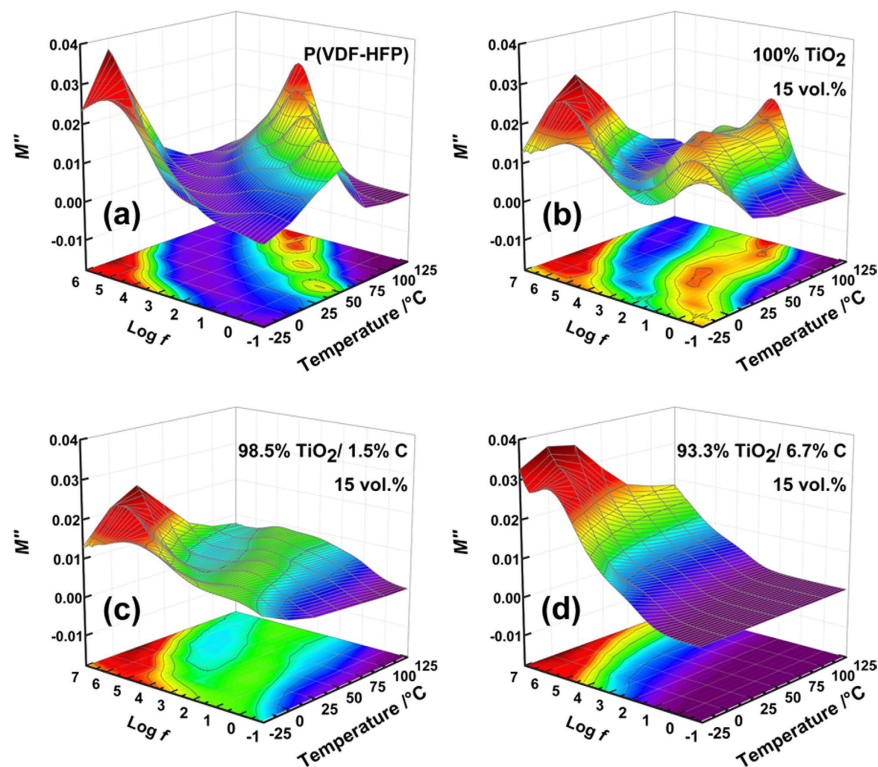 0.04
0.03
0.02
0.01
0.00
-0.01
M''
P(VDF-HFP)
(a)
6 5 4 3 2 1 0 -1
Log f
-25 0 25 50 75 100 125
Temperature /°C
0.04
0.03
0.02
0.01
0.00
-0.01
M''
100% TiO2
15 vol.%
(b)
7 6 5 4 3 2 1 0 -1
Log f
-25 0 25 50 75 100 125
Temperature /°C
0.04
0.03
0.02
0.01
0.00
-0.01
M''
98.5% TiO2/ 1.5% C
15 vol.%
(c)
7 6 5 4 3 2 1 0 -1
Log f
-25 0 25 50 75 100 125
Temperature /°C
0.04
0.03
0.02
0.01
0.00
-0.01
M''
93.3% TiO2/ 6.7% C
15 vol.%
(d)
7 6 5 4 3 2 1 0 -1
Log f
-25 0 25 50 75 100 125
Temperature /°C